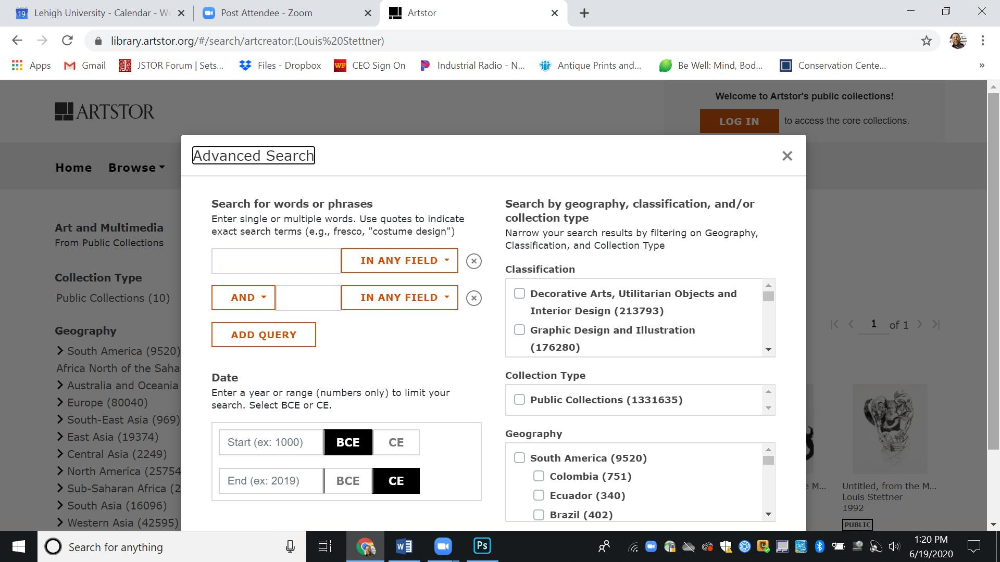 19
Lehigh University - Calendar - We
Post Attendee - Zoom
Artstor
library.artstor.org/#/search/artcreator:(Louis%20Stettner)
Apps
Gmail
JSTOR Forum | Sets...
Files - Dropbox
WF
CEO Sign On
Industrial Radio - N...
Antique Prints and...
Be Well: Mind, Bod...
Conservation Cente...
»
Welcome to Artstor's public collections!
ARTSTOR
LOG IN to access the core collections.
Advanced Search
Home Browse
Search for words or phrases
Enter single or multiple words. Use quotes to indicate
exact search terms (e.g., fresco, "costume design")
IN ANY FIELD
AND
IN ANY FIELD
ADD QUERY
Date
Enter a year or range (numbers only) to limit your
search. Select BCE or CE.
Start (ex: 1000) BCE CE
End (ex: 2019) BCE CE
Search by geography, classification, and/or
collection type
Narrow your search results by filtering on Geography,
Classification, and Collection Type
Classification
Decorative Arts, Utilitarian Objects and
Interior Design (213793)
Graphic Design and Illustration
(176280)
Collection Type
Public Collections (1331635)
Geography
South America (9520)
Colombia (751)
Ecuador (340)
Brazil (402)
Art and Multimedia
From Public Collections
Collection Type
Public Collections (10)
Geography
South America (9520)
Africa North of the Sahar
Australia and Oceania
Europe (80040)
South-East Asia (969)
East Asia (19374)
Central Asia (2249)
North America (25754
Sub-Saharan Africa (2
South Asia (16096)
Western Asia (42595)
1 of 1
e M...
Untitled, from the M...
Louis Stettner
1992
PUBLIC
Search for anything
Ps
1:20 PM
6/19/2020